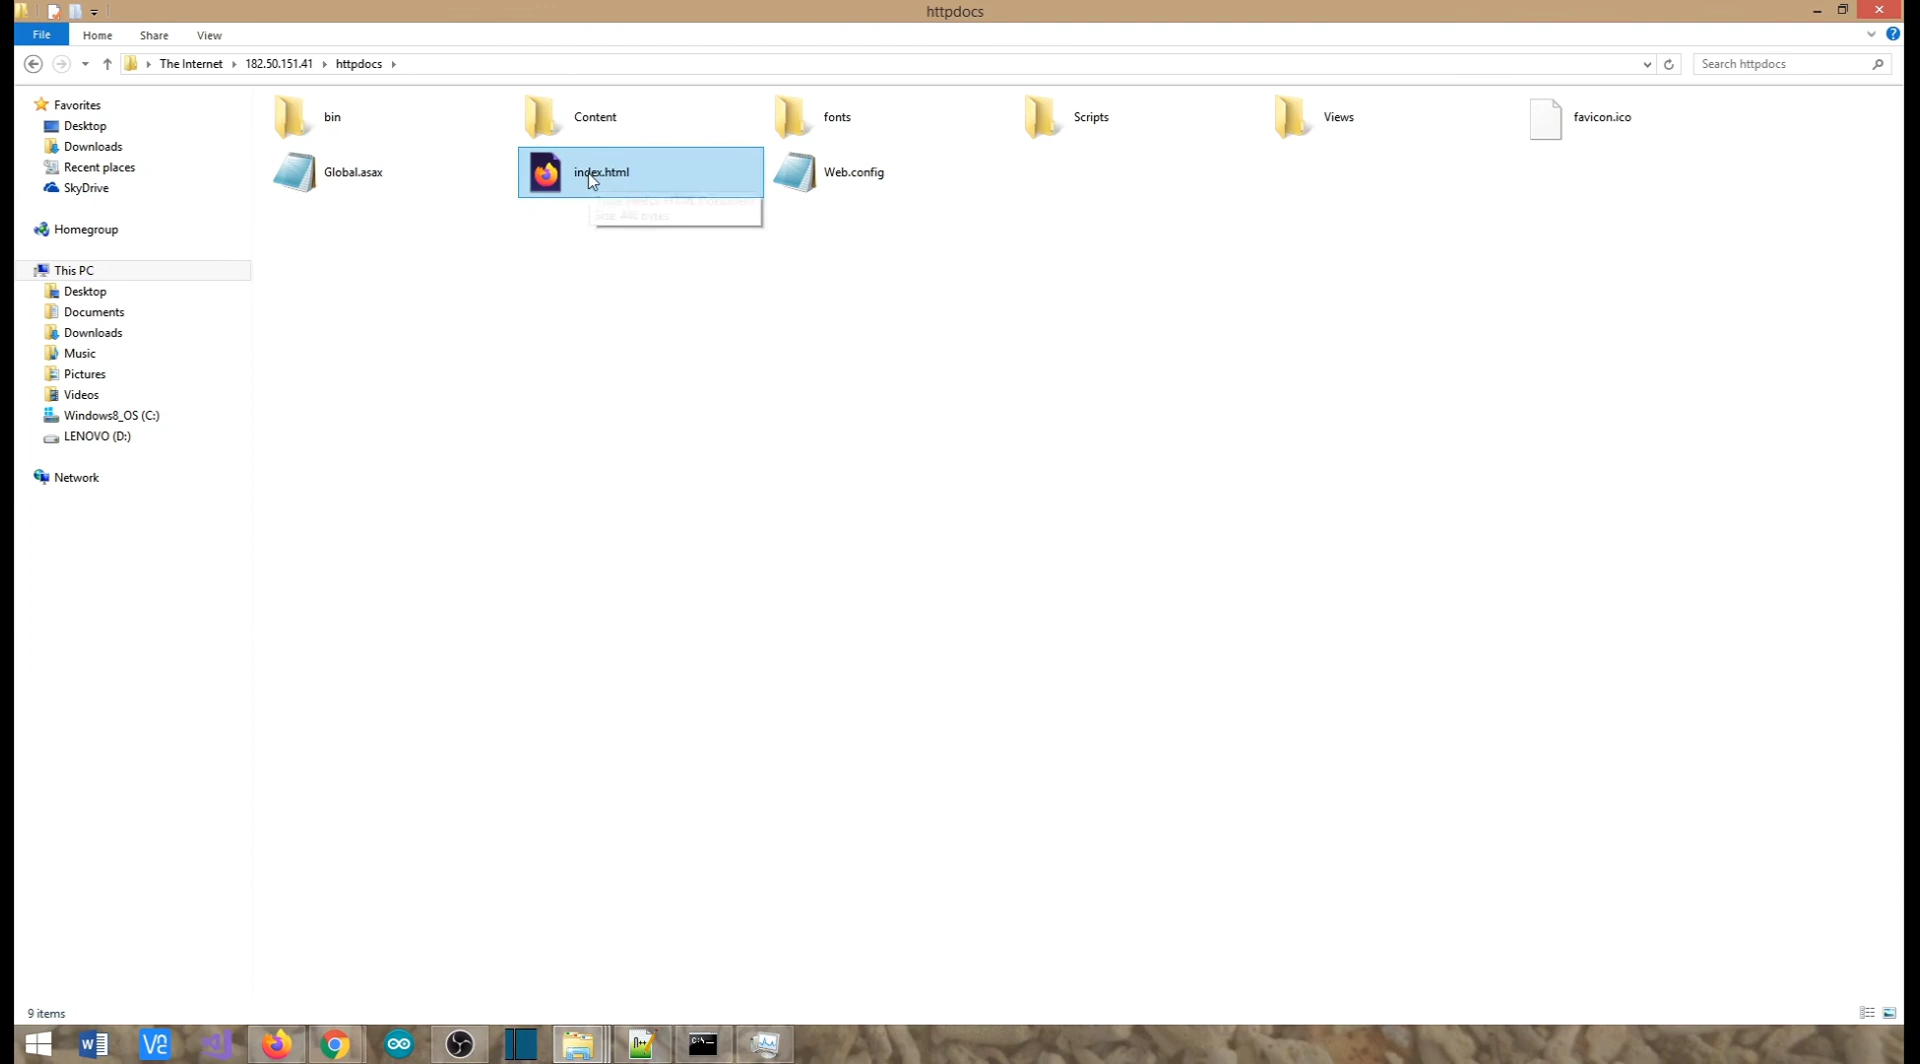 httpdocs
File Home Share View
The Internet 182.50.151.41 httpdocs
Search httpdocs
Favorites
Desktop
Downloads
Recent places
SkyDrive
Homegroup
This PC
Desktop
Documents
Downloads
Music
Pictures
Videos
Windows8_OS (C:)
LENOVO (D:)
Network
bin Content fonts Scripts Views favicon.ico
Global.asax index.html Web.config
9 items